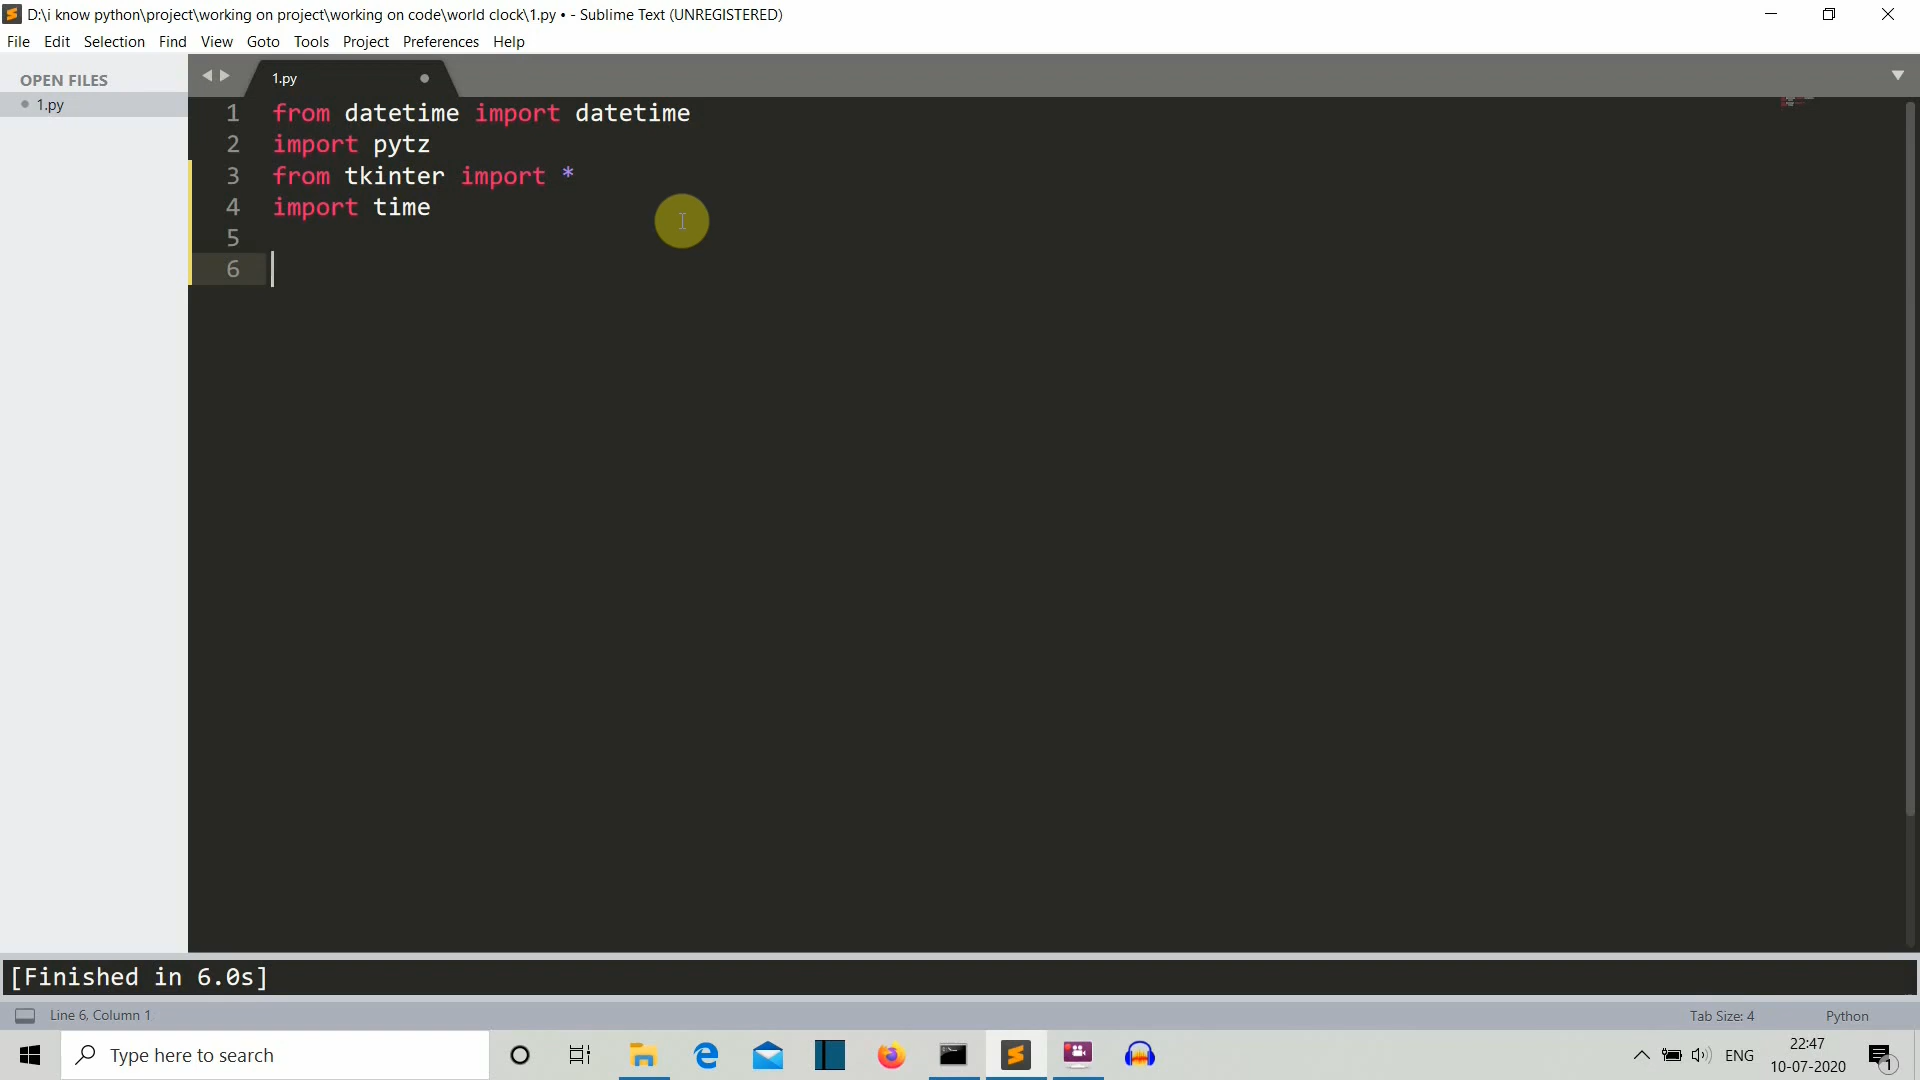 D:\i know python\project\working on project\working on code\world clock\1.py • - Sublime Text (UNREGISTERED)
File Edit Selection Find View Goto Tools Project Preferences Help
OPEN FILES
1.py
1.py
1 from datetime import datetime
2 import pytz
3 from tkinter import *
4 import time
5
6
[Finished in 6.0s]
Line 6, Column 1
Tab Size: 4
Python
Type here to search
ENG
22:47
10-07-2020
1